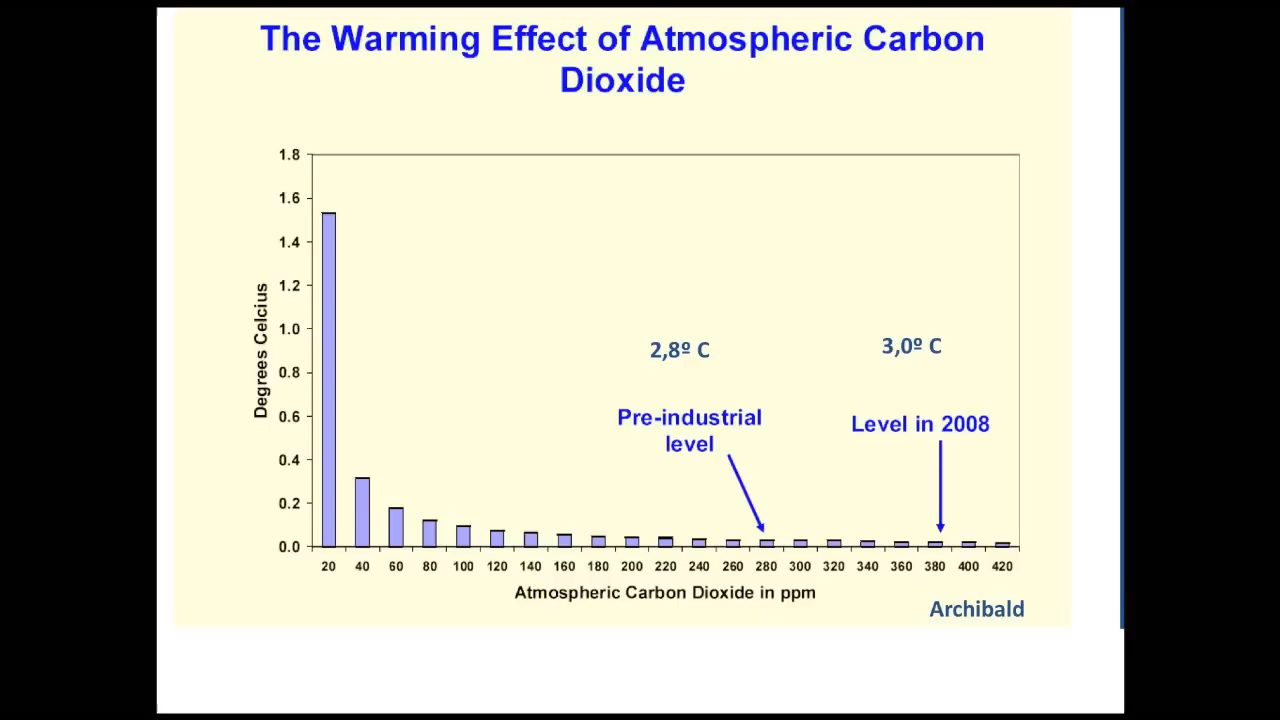 The Warming Effect of Atmospheric Carbon
Dioxide
1.8
1.6
1.4
1.2
1.0
0.8
0.6
0.4
0.2
0.0
Degrees Celcius
2,8º C
3,0º C
Pre-industrial
level
Level in 2008
20 40 60 80 100 120 140 160 180 200 220 240 260 280 300 320 340 360 380 400 420
Atmospheric Carbon Dioxide in ppm
Archibald